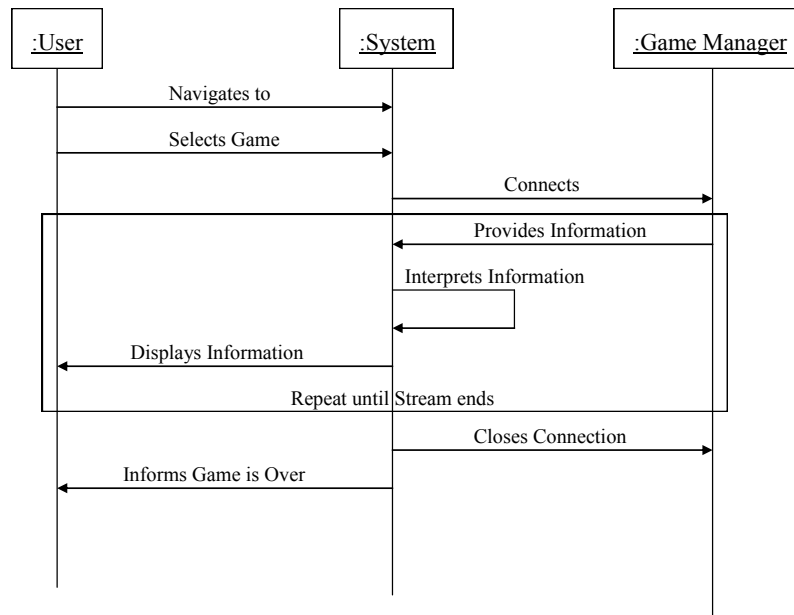 :User
:System
:Game Manager
Navigates to
Selects Game
Connects
Provides Information
Interprets Information
Displays Information
Repeat until Stream ends
Closes Connection
Informs Game is Over